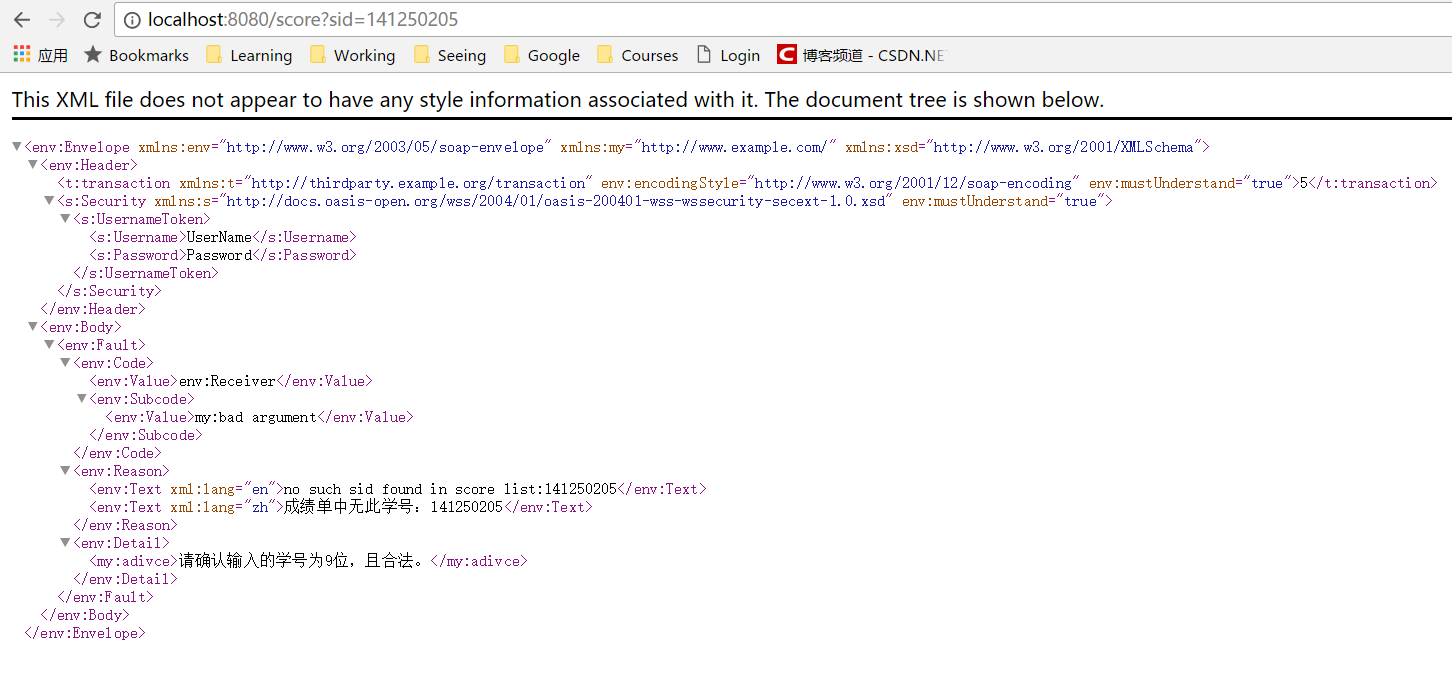 localhost:8080/score?sid=141250205
应用 Bookmarks Learning Working Seeing Google Courses Login 博客频道 - CSDN.NE
This XML file does not appear to have any style information associated with it. The document tree is shown below.
▼<env:Envelope xmlns:env="http://www.w3.org/2003/05/soap-envelope" xmlns:my="http://www.example.com/" xmlns:xsd="http://www.w3.org/2001/XMLSchema">
▼<env:Header>
<t:transaction xmlns:t="http://thirdparty.example.org/transaction" env:encodingStyle="http://www.w3.org/2001/12/soap-encoding" env:mustUnderstand="true">5</t:transaction>
▼<s:Security xmlns:s="http://docs.oasis-open.org/wss/2004/01/oasis-200401-wss-wssecurity-secext-1.0.xsd" env:mustUnderstand="true">
▼<s:UsernameToken>
<s:Username>UserName</s:Username>
<s:Password>Password</s:Password>
</s:UsernameToken>
</s:Security>
</env:Header>
▼<env:Body>
▼<env:Fault>
▼<env:Code>
<env:Value>env:Receiver</env:Value>
▼<env:Subcode>
<env:Value>my:bad argument</env:Value>
</env:Subcode>
</env:Code>
▼<env:Reason>
<env:Text xml:lang="en">no such sid found in score list:141250205</env:Text>
<env:Text xml:lang="zh">成绩单中无此学号：141250205</env:Text>
</env:Reason>
▼<env:Detail>
<my:adivce>请确认输入的学号为9位，且合法。</my:adivce>
</env:Detail>
</env:Fault>
</env:Body>
</env:Envelope>